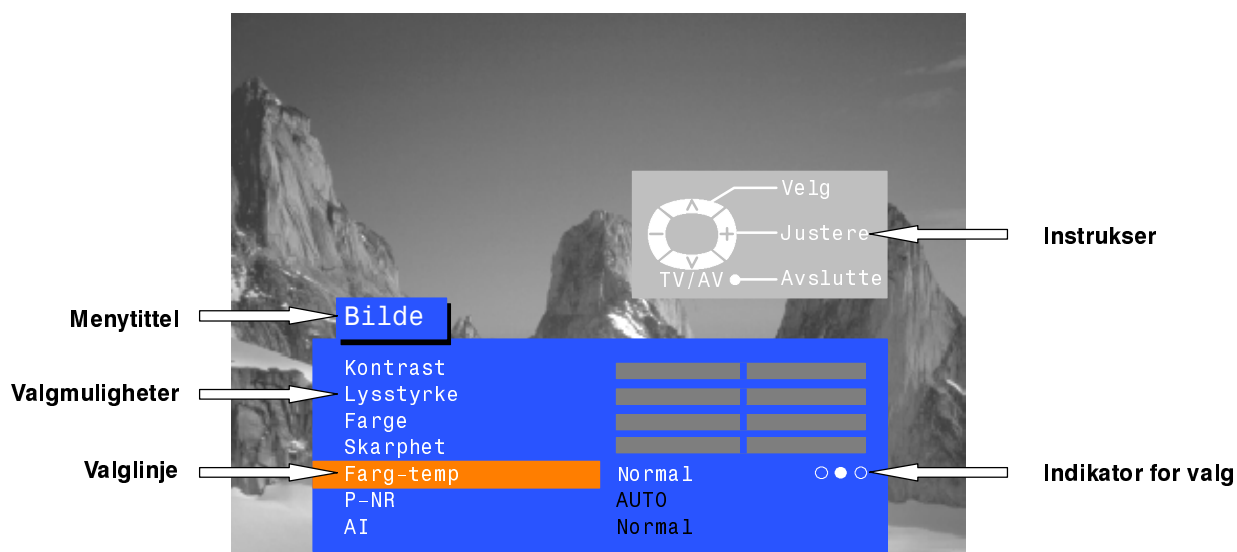 Velg
Justere
TV/AV Avslutte
Instrukser
Menytittel
Bilde
Kontrast
Valgmuligheter
Lysstyrke
Farge
Skarphet
Valglinje
Farg-temp Normal
Indikator for valg
P-NR AUTO
AI Normal